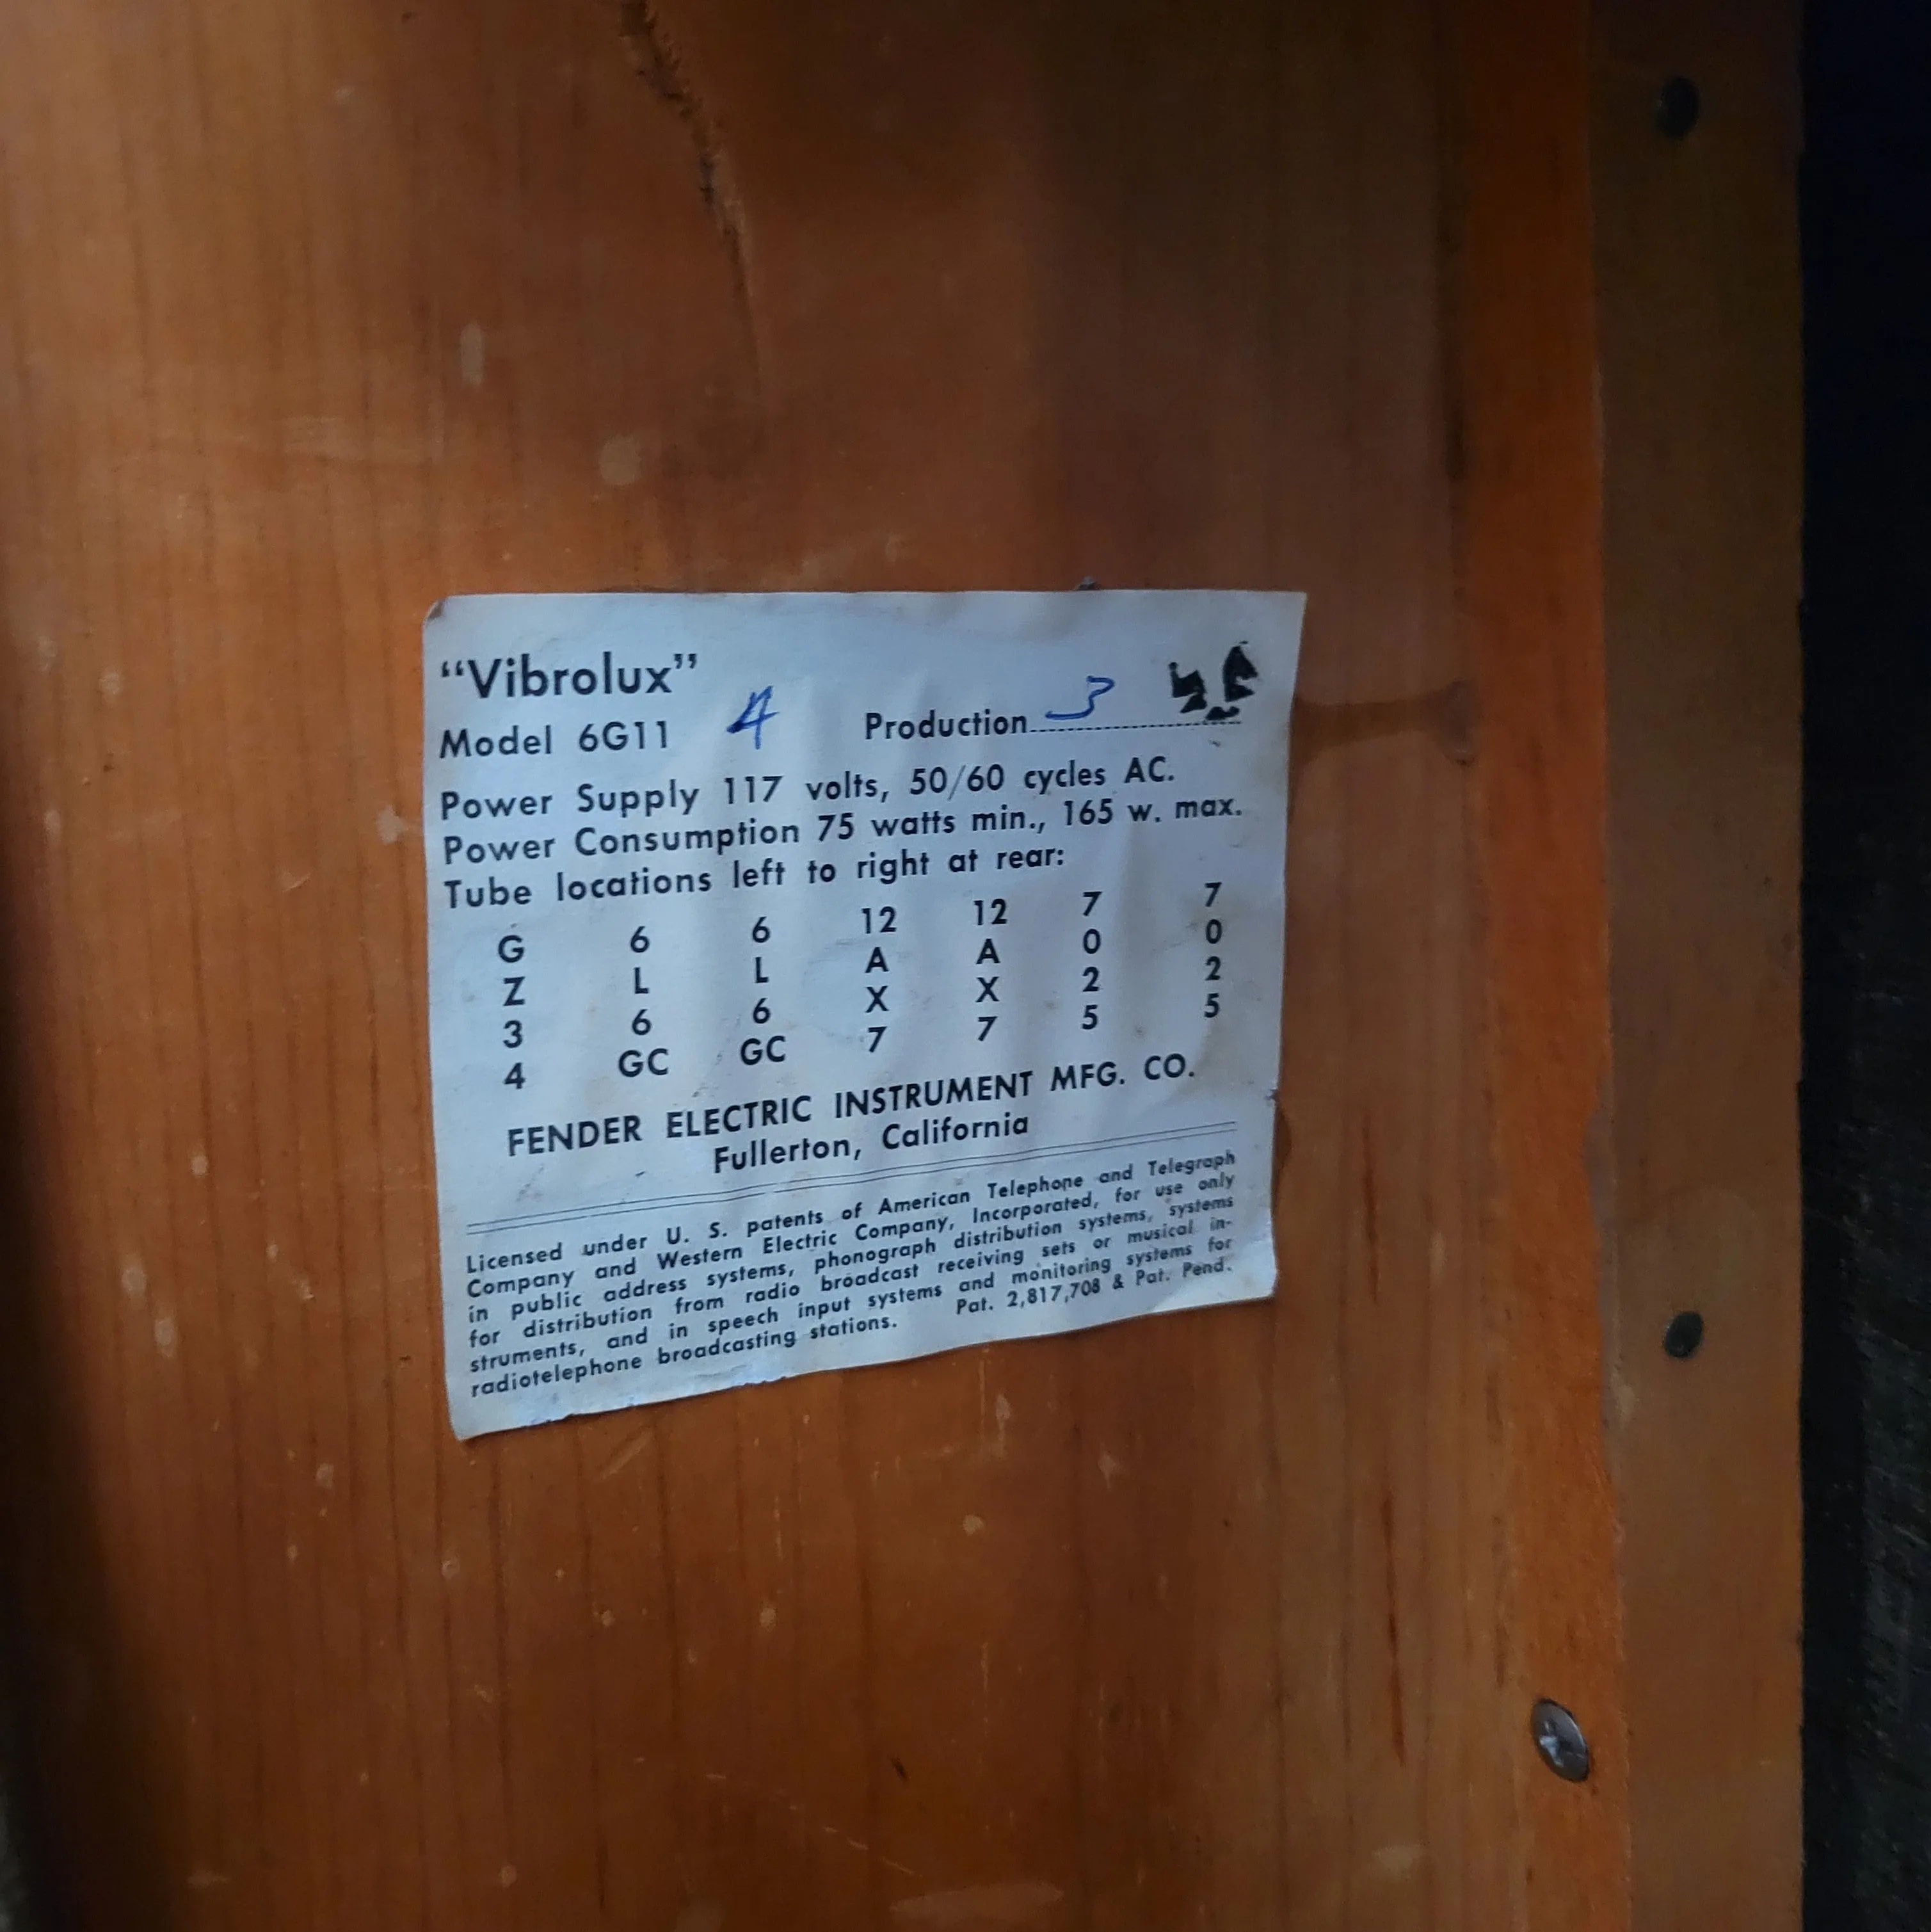 “Vibrolux”
Model 6G11 4 Production 3
Power Supply 117 volts, 50/60 cycles AC.
Power Consumption 75 watts min., 165 w. max.
Tube locations left to right at rear:
G 6 6 12 12 7 7
Z L L A A 0 0
3 6 6 X X 2 2
4 GC GC 7 7 5 5
FENDER ELECTRIC INSTRUMENT MFG. CO.
Fullerton, California
Licensed under U. S. patents of American Telephone and Telegraph
Company and Western Electric Company, Incorporated, for use only
in public address systems, phonograph distribution systems, systems
for distribution from radio broadcast receiving sets or musical in-
struments, and in speech input systems and monitoring systems for
radiotelephone broadcasting stations. Pat. 2,817,708 & Pat. Pend.